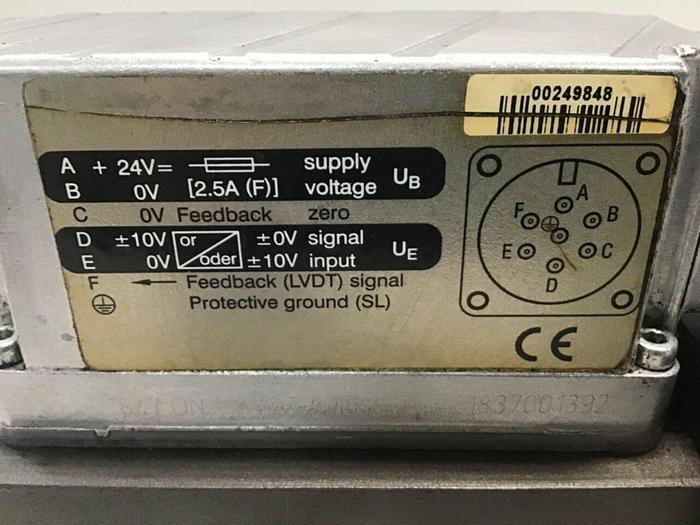 00249848
A + 24V= supply
B 0V [2.5A (F)] voltage UB
C 0V Feedback zero
D ±10V or ±0V signal
E 0V oder ±10V input UE
F Feedback (LVDT) signal
Protective ground (SL)
A
F B
E C
D
CE
1837001392